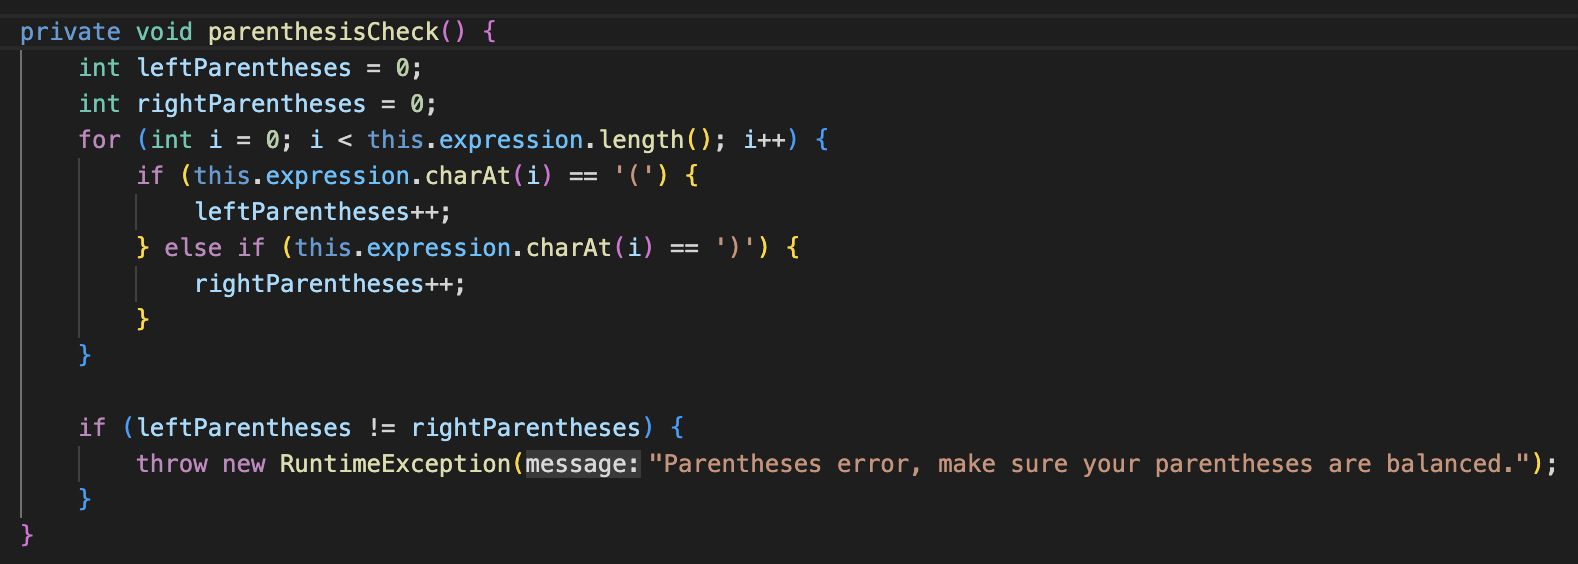 private void parenthesisCheck() {
    int leftParentheses = 0;
    int rightParentheses = 0;
    for (int i = 0; i < this.expression.length(); i++) {
        if (this.expression.charAt(i) == '(') {
            leftParentheses++;
        } else if (this.expression.charAt(i) == ')') {
            rightParentheses++;
        }
    }

    if (leftParentheses != rightParentheses) {
        throw new RuntimeException(message: "Parentheses error, make sure your parentheses are balanced.");
    }
}